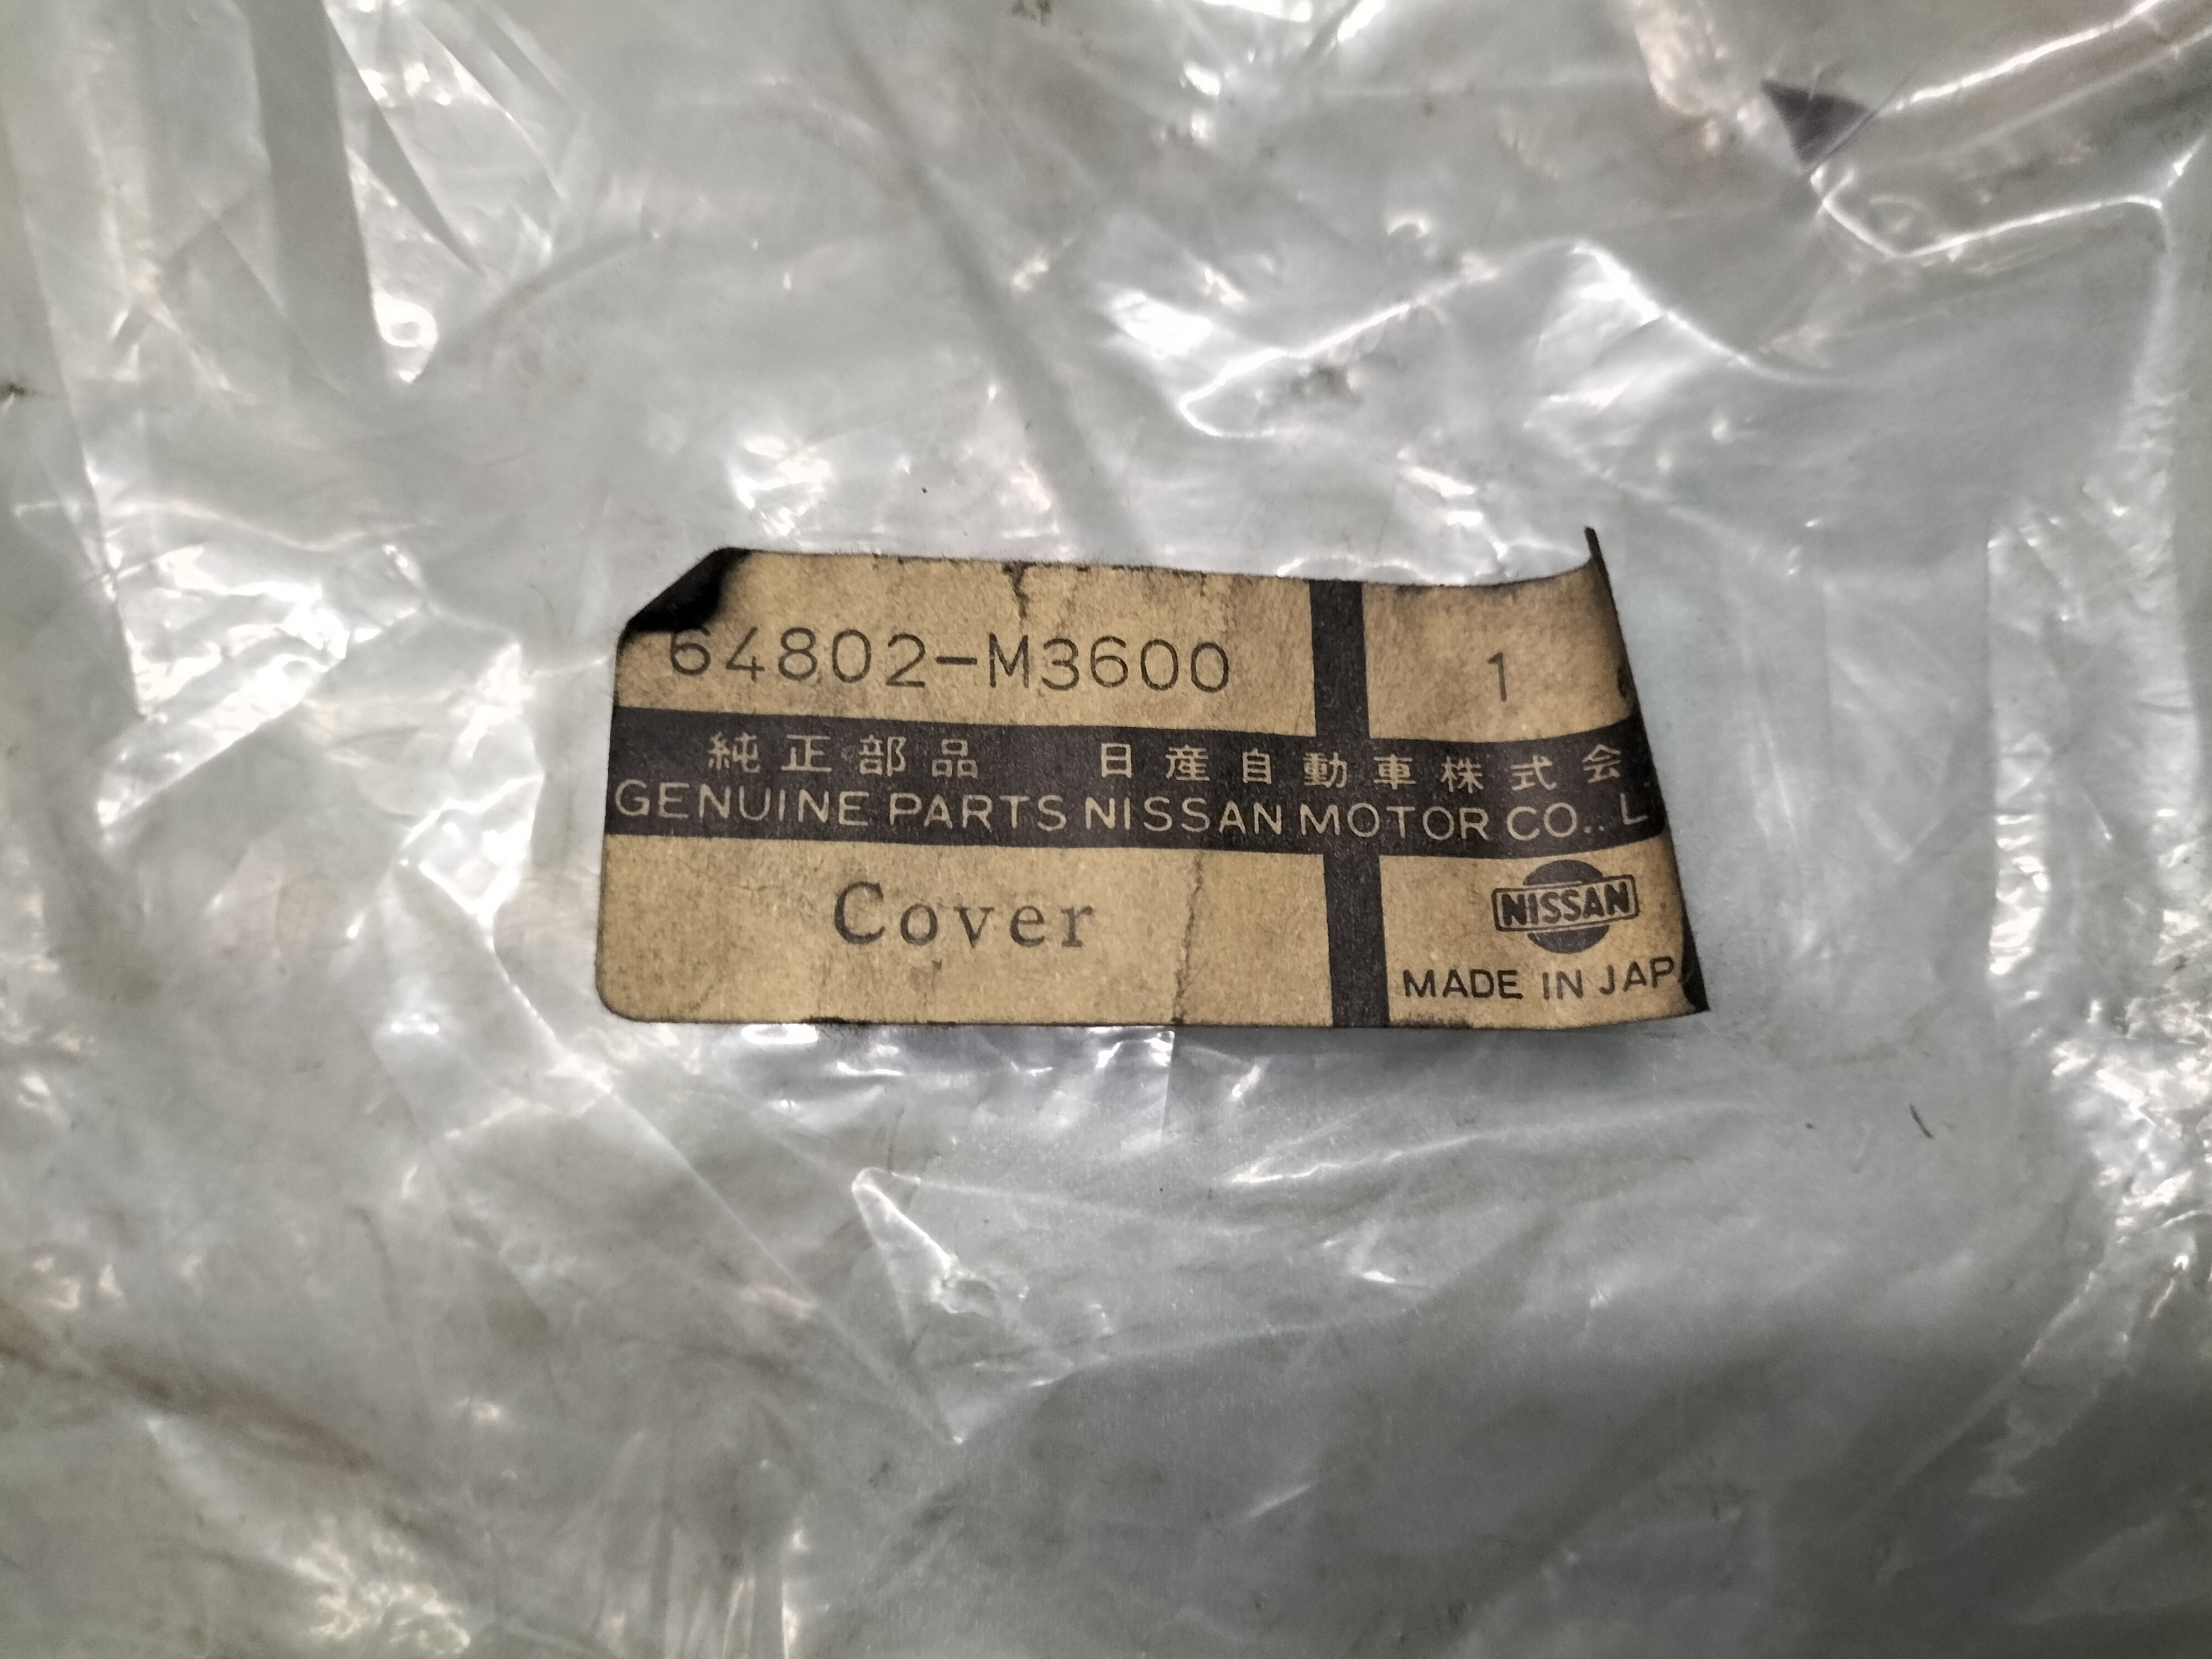 64802-M3600 1
純正部品 日産自動車株式会
GENUINE PARTS NISSAN MOTOR CO., L
Cover
NISSAN
MADE IN JAP